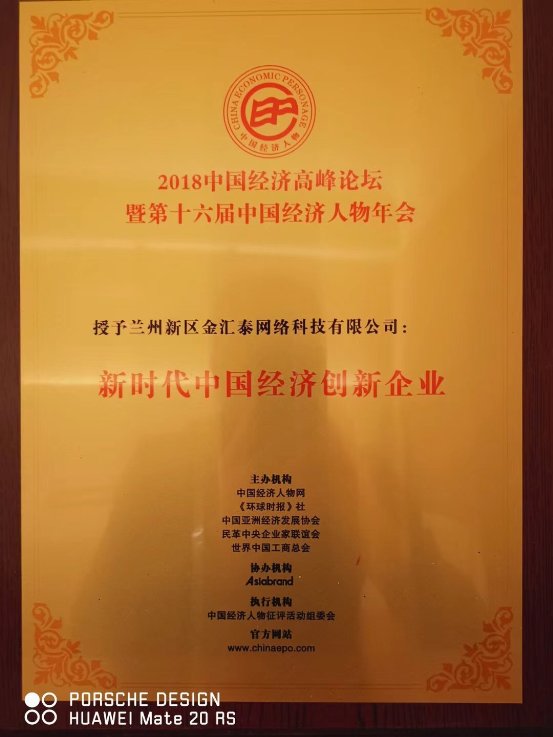 CHINA ECONOMIC PERSONAGE
中国经济人物
2018中国经济高峰论坛
暨第十六届中国经济人物年会
授予兰州新区金汇泰网络科技有限公司：
新时代中国经济创新企业
主办机构
中国经济人物网
《环球时报》社
中国亚洲经济发展协会
民革中央企业家联谊会
世界中国工商总会
协办机构
Asiabrand
执行机构
中国经济人物征评活动组委会
官方网站
www.chinaepo.com
PORSCHE DESIGN
HUAWEI Mate 20 RS